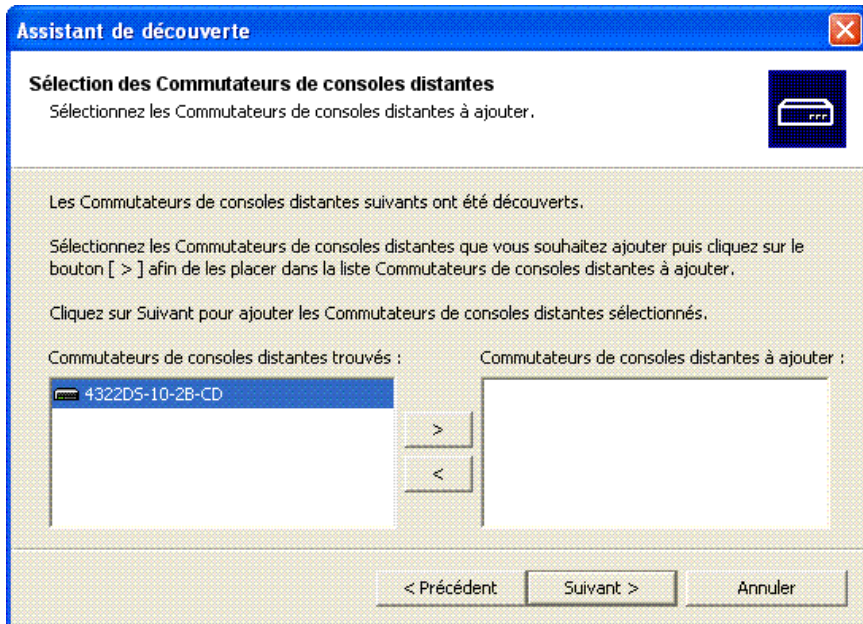 Assistant de découverte
Sélection des Commutateurs de consoles distantes
Sélectionnez les Commutateurs de consoles distantes à ajouter.
Les Commutateurs de consoles distantes suivants ont été découverts.
Sélectionnez les Commutateurs de consoles distantes que vous souhaitez ajouter puis cliquez sur le
bouton [ > ] afin de les placer dans la liste Commutateurs de consoles distantes à ajouter.
Cliquez sur Suivant pour ajouter les Commutateurs de consoles distantes sélectionnés.
Commutateurs de consoles distantes trouvés :
Commutateurs de consoles distantes à ajouter :
4322DS-10-2B-CD
>
<
< Précédent
Suivant >
Annuler